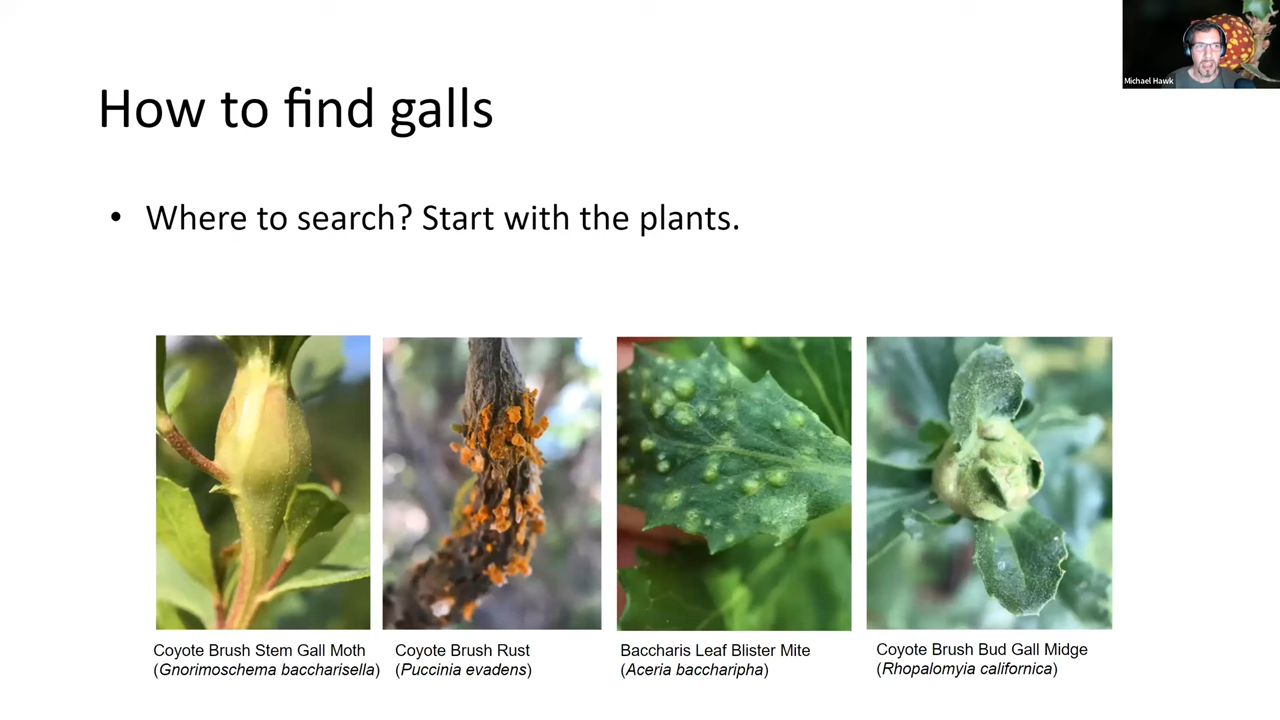 Michael Hawk
How to find galls
• Where to search? Start with the plants.
Coyote Brush Stem Gall Moth
(Gnorimoschema baccharisella)
Coyote Brush Rust
(Puccinia evadens)
Baccharis Leaf Blister Mite
(Aceria baccharipha)
Coyote Brush Bud Gall Midge
(Rhopalomyia californica)